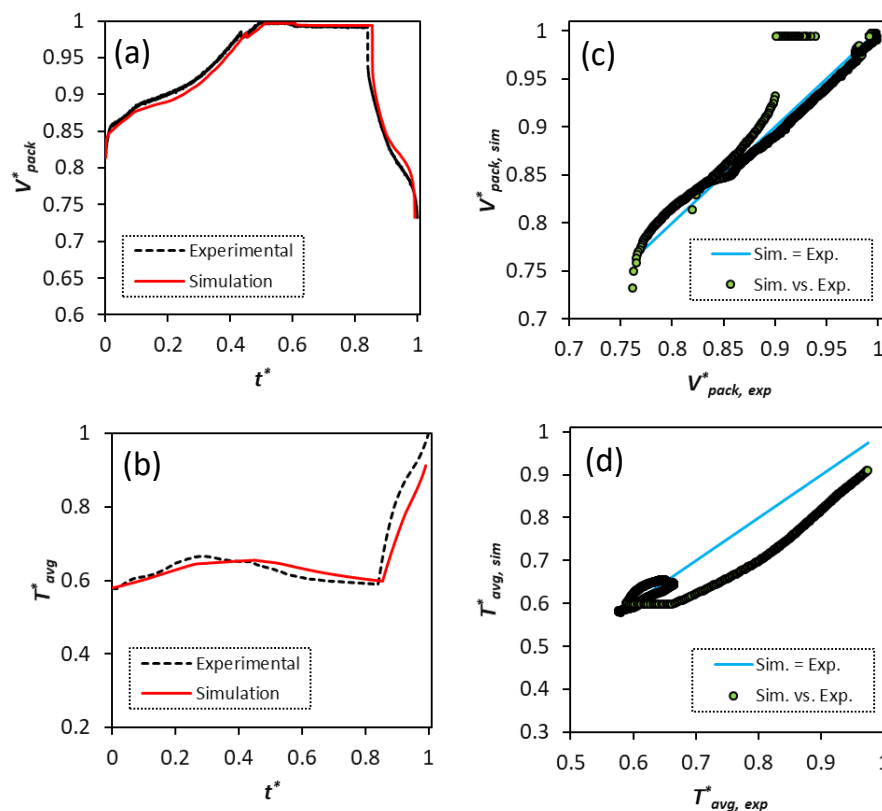 (a)
1
0.95
0.9
0.85
0.8
0.75
0.7
0.65
0.6
V*pack
Experimental
Simulation
0 0.2 0.4 0.6 0.8 1
t*
(c)
1
0.95
0.9
0.85
0.8
0.75
0.7
V*pack, sim
Sim. = Exp.
Sim. vs. Exp.
0.7 0.75 0.8 0.85 0.9 0.95 1
V*pack, exp
(b)
1
0.8
0.6
0.4
0.2
T*avg
Experimental
Simulation
0 0.2 0.4 0.6 0.8 1
t*
(d)
1
0.9
0.8
0.7
0.6
0.5
0.4
0.3
T*avg, sim
Sim. = Exp.
Sim. vs. Exp.
0.5 0.6 0.7 0.8 0.9 1
T*avg, exp